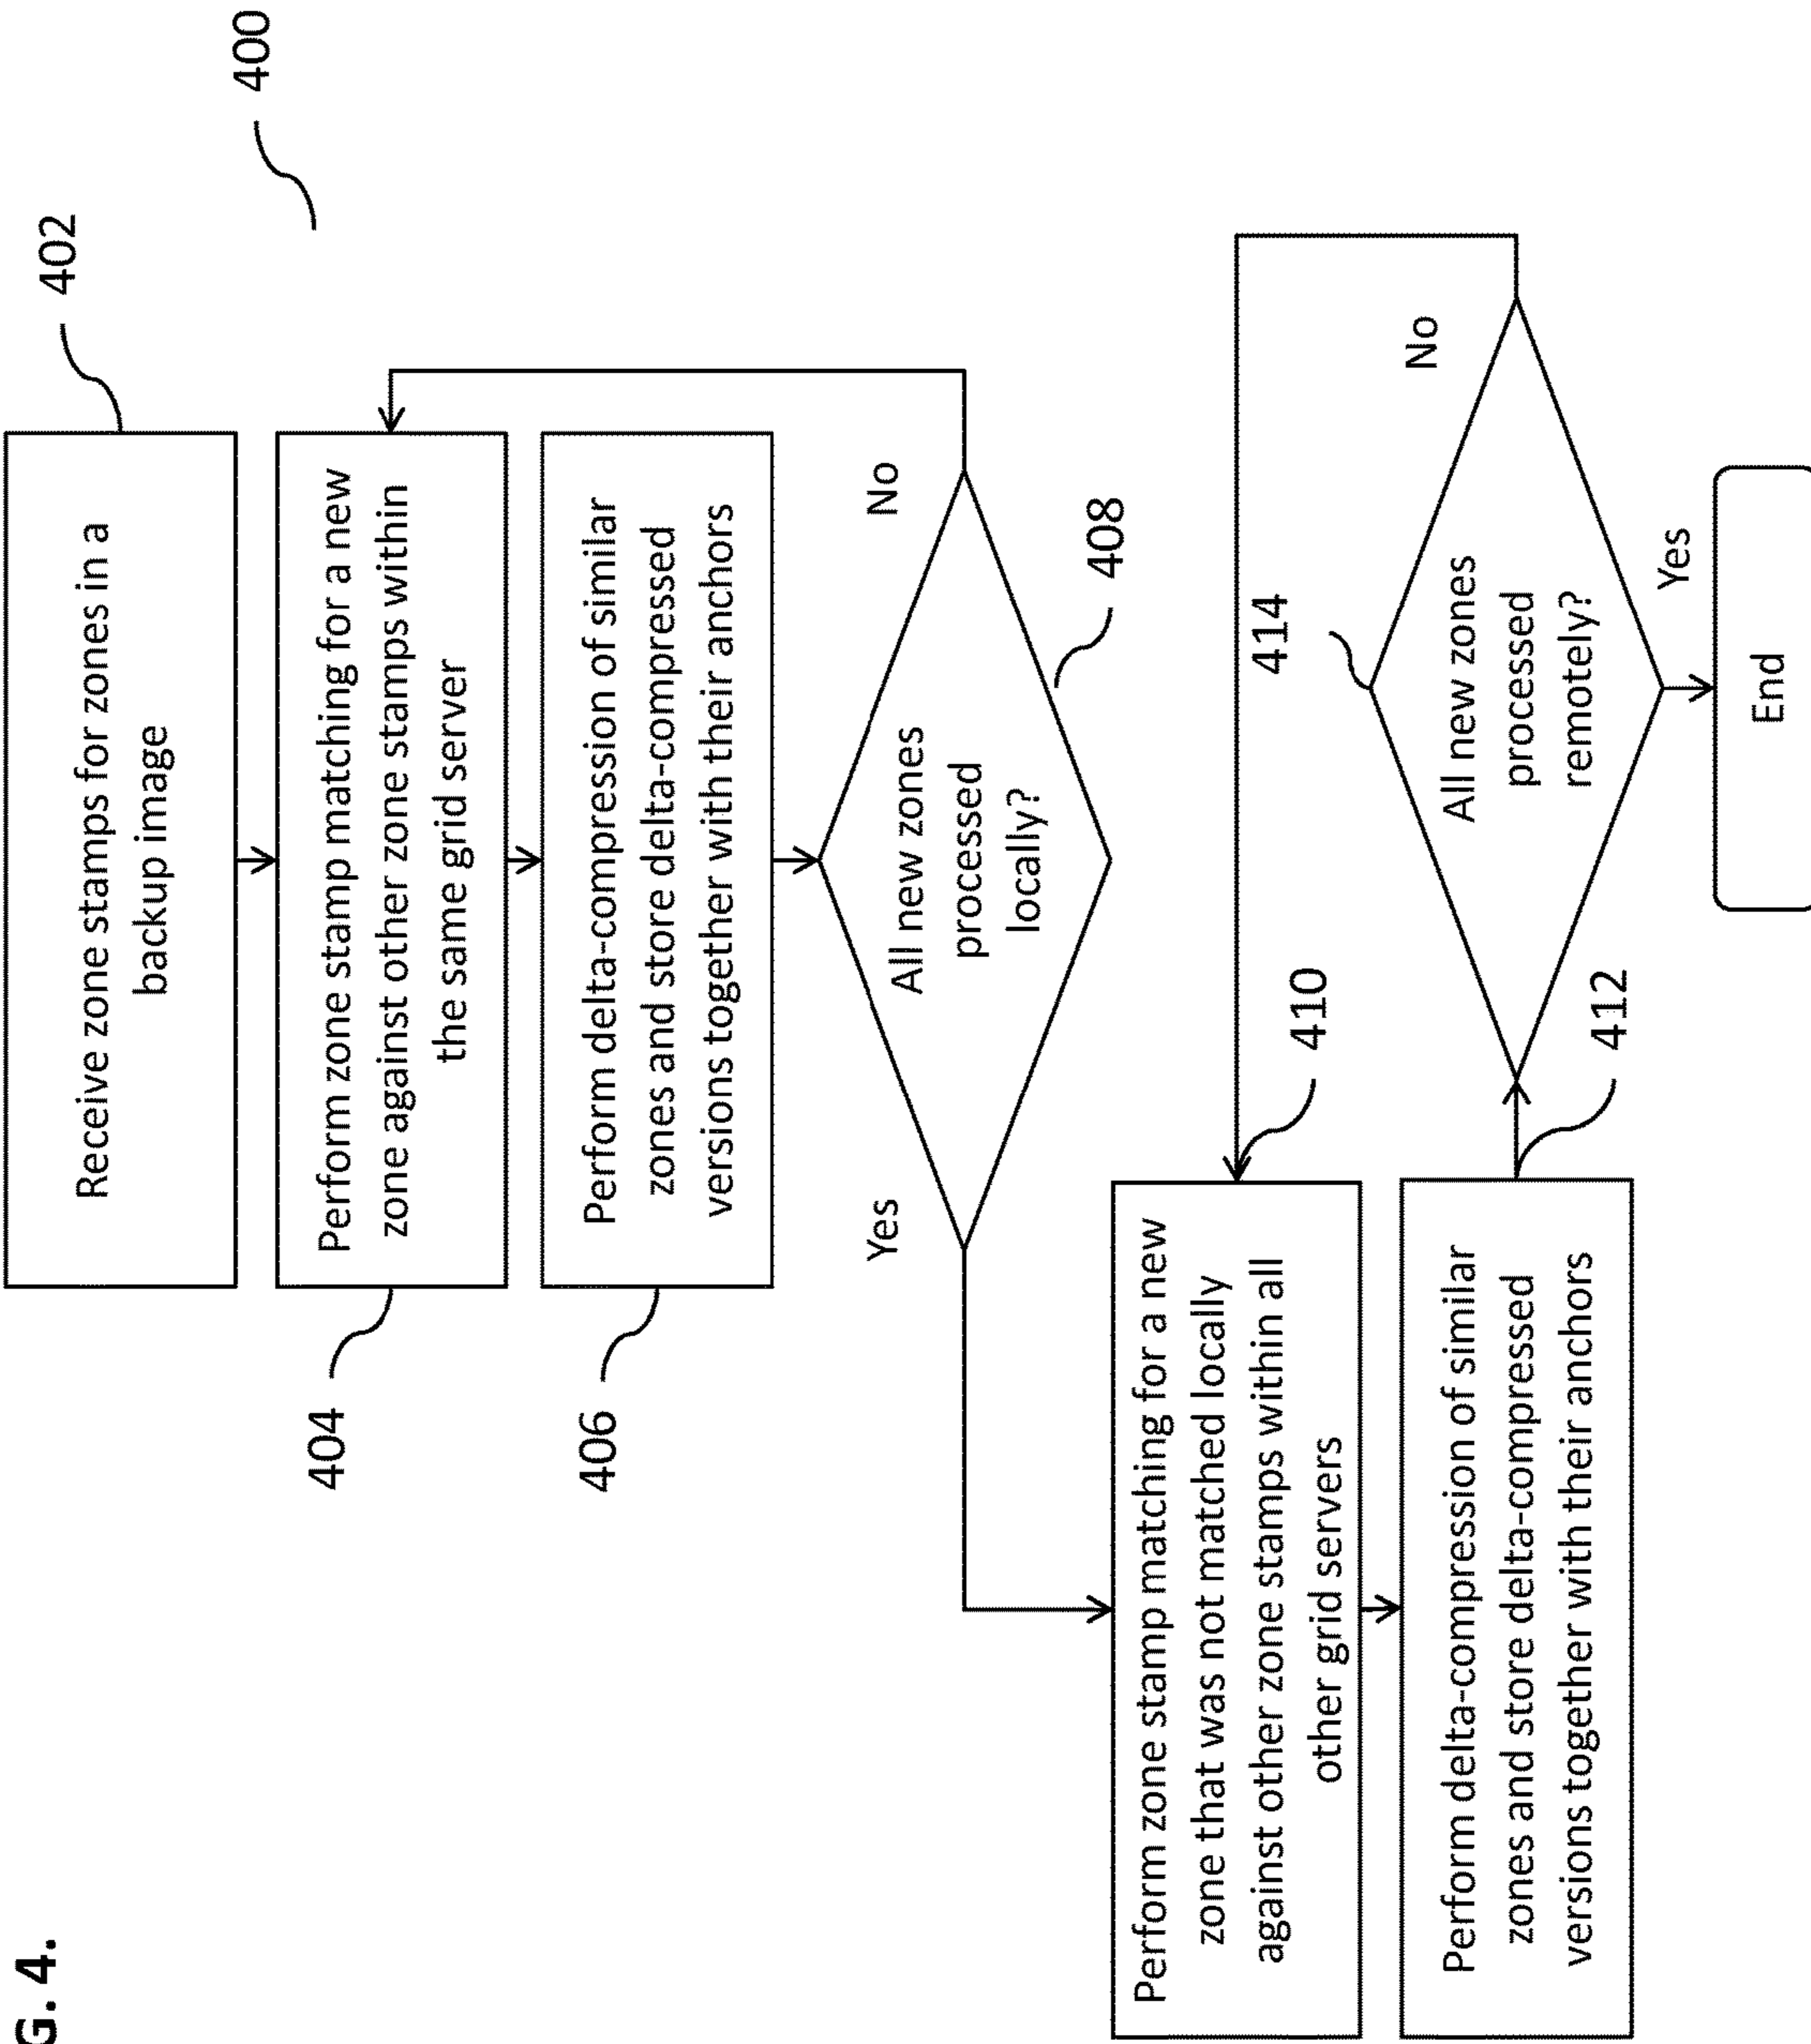 G. 4.
400
402
Receive zone stamps for zones in a
backup image
404
Perform zone stamp matching for a new
zone against other zone stamps within
the same grid server
406
Perform delta-compression of similar
zones and store delta-compressed
versions together with their anchors
All new zones
processed
locally?
408
Yes
No
410
Perform zone stamp matching for a new
zone that was not matched locally
against other zone stamps within all
other grid servers
Perform delta-compression of similar
zones and store delta-compressed
versions together with their anchors
412
414
All new zones
processed
remotely?
No
Yes
End